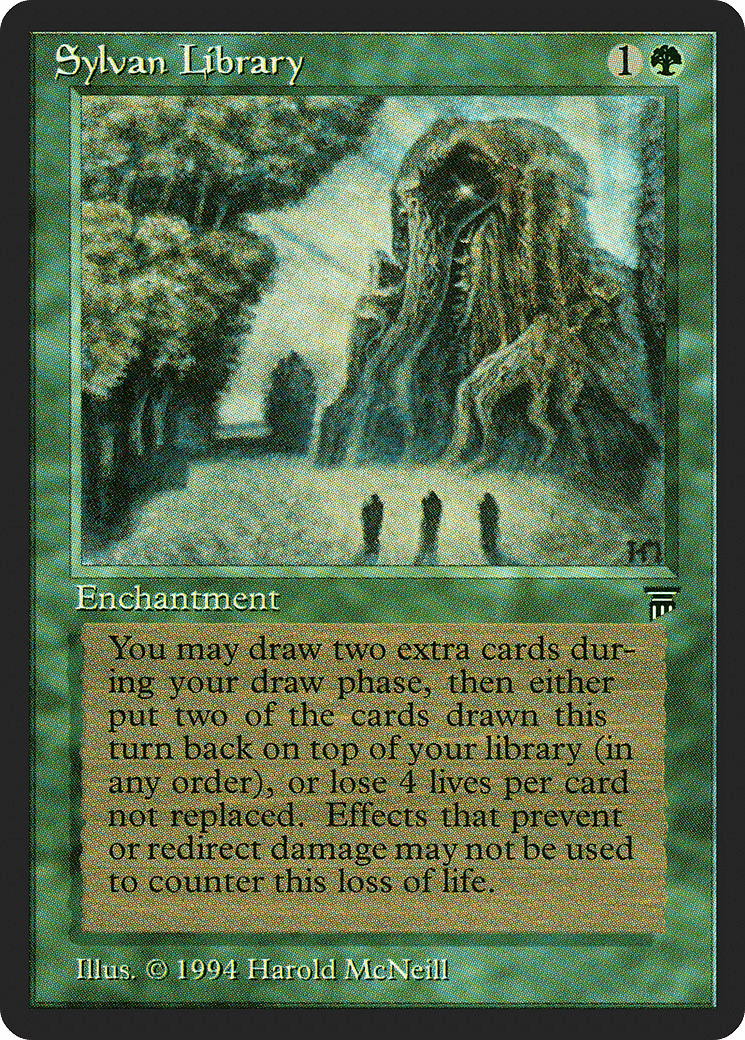 Sylvan Library 1
HM
Enchantment
You may draw two extra cards dur-
ing your draw phase, then either
put two of the cards drawn this
turn back on top of your library (in
any order), or lose 4 lives per card
not replaced. Effects that prevent
or redirect damage may not be used
to counter this loss of life.
Illus. © 1994 Harold McNeill